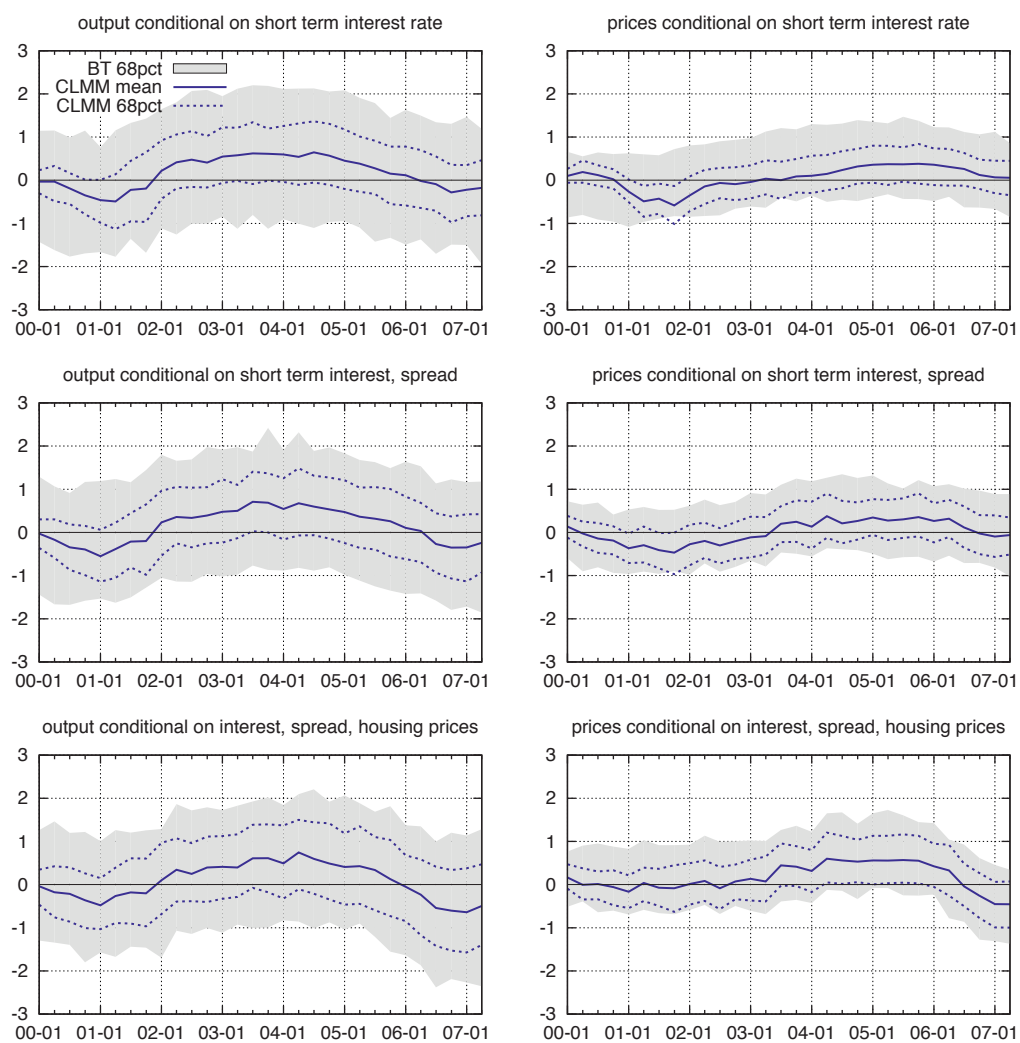 output conditional on short term interest rate
3
2
1
0
-1
-2
-3
BT 68pct
CLMM mean
CLMM 68pct
00-01 01-01 02-01 03-01 04-01 05-01 06-01 07-01
prices conditional on short term interest rate
3
2
1
0
-1
-2
-3
00-01 01-01 02-01 03-01 04-01 05-01 06-01 07-01
output conditional on short term interest, spread
3
2
1
0
-1
-2
-3
00-01 01-01 02-01 03-01 04-01 05-01 06-01 07-01
prices conditional on short term interest, spread
3
2
1
0
-1
-2
-3
00-01 01-01 02-01 03-01 04-01 05-01 06-01 07-01
output conditional on interest, spread, housing prices
3
2
1
0
-1
-2
-3
00-01 01-01 02-01 03-01 04-01 05-01 06-01 07-01
prices conditional on interest, spread, housing prices
3
2
1
0
-1
-2
-3
00-01 01-01 02-01 03-01 04-01 05-01 06-01 07-01